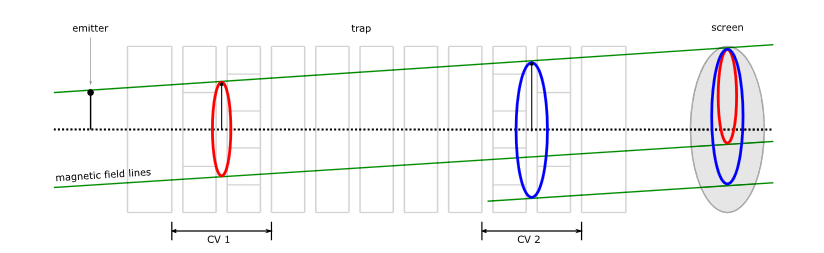 emitter
trap
screen
magnetic field lines
CV 1
CV 2